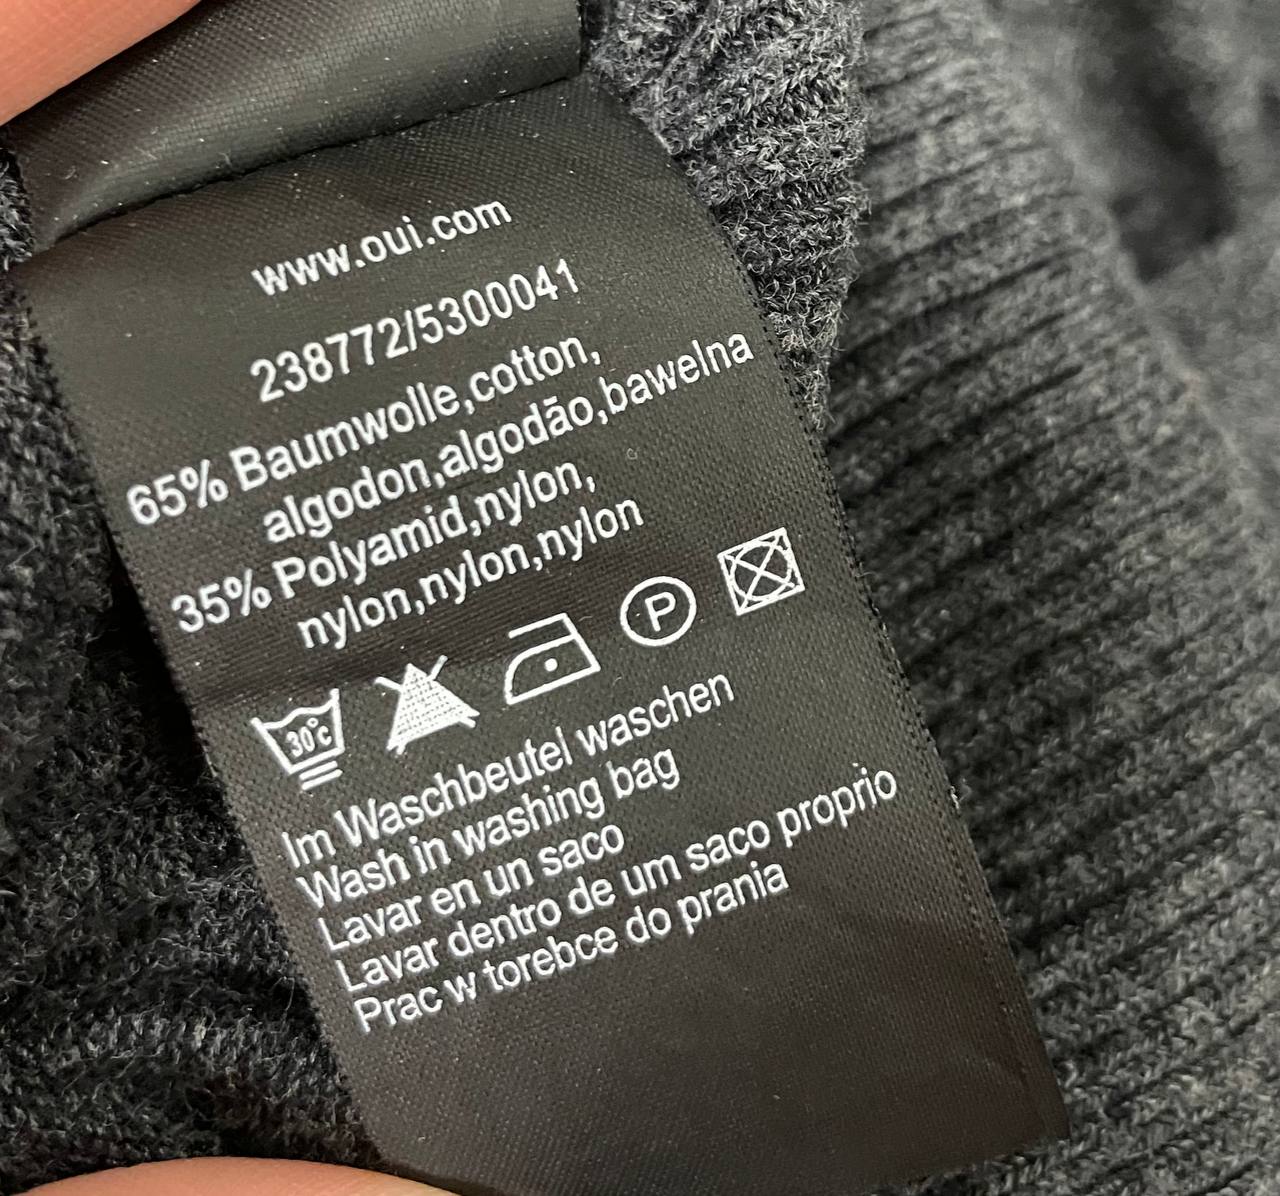 www.oui.com
238772/5300041
65% Baumwolle,cotton,
algodon,algodão,bawelna
35% Polyamid,nylon,
nylon,nylon,nylon
30°c P
Im Waschbeutel waschen
Wash in washing bag
Lavar en un saco
Lavar dentro de um saco proprio
Prac w torebce do prania